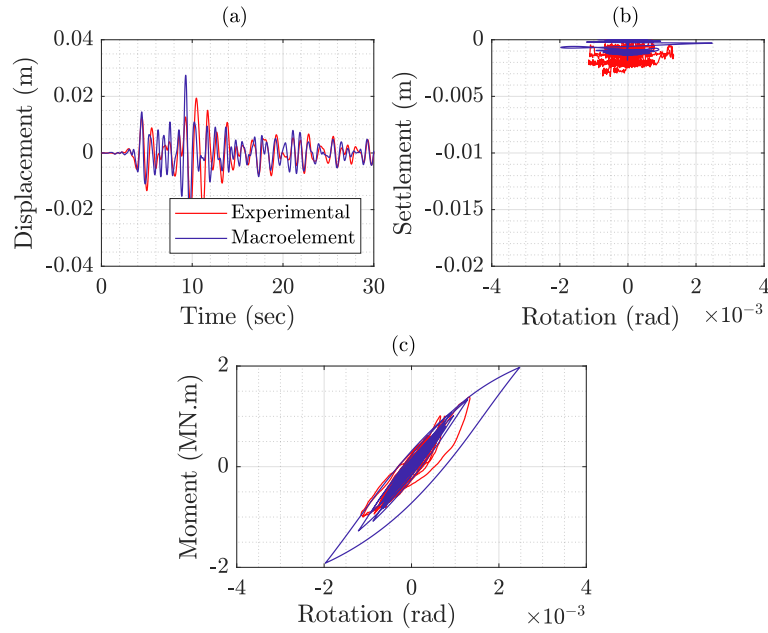 (a)
Displacement (m)
0.04
0.02
0
-0.02
-0.04
0
10
20
30
Time (sec)
Experimental
Macroelement
(b)
Settlement (m)
0
-0.005
-0.01
-0.015
-0.02
-4
-2
0
2
4
Rotation (rad)
×10⁻³
(c)
Moment (MN.m)
2
0
-2
-4
-2
0
2
4
Rotation (rad)
×10⁻³